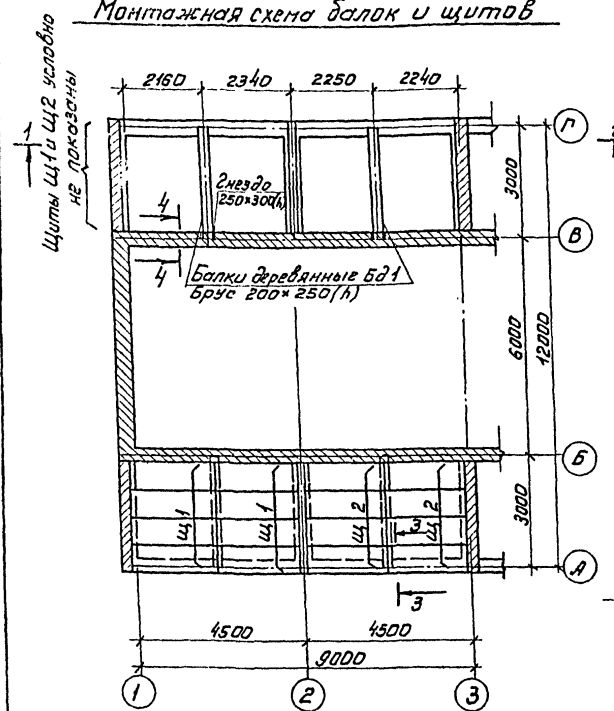 Монтажная схема балок и щитов
Щиты Щ1 и Щ2 условно
не показаны
2160 2340 2250 2240
1
Г
3000
Гнездо
250×300(h)
4
В
4
Балки деревянные Бд1
Брус 200×250(h)
6000
12000
Б
Щ1 Щ1 Щ2 Щ2
3
3000
А
3
4500 4500
9000
1 2 3